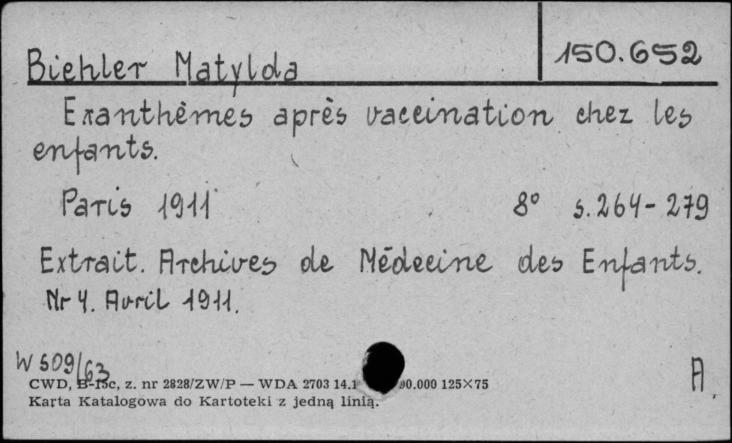 Biehler Matylda
150.652
Exanthèmes après vaccination chez les
enfants.
Paris 1911
8° s. 264-279
Extrait. Archives de Médecine des Enfants.
Nr 4. Avril 1911.
W 509/63
A.
CWD, B-15c, z. nr 2828/ZW/P — WDA 2703 14.1 00.000 125×75
Karta Katalogowa do Kartoteki z jedną linią.